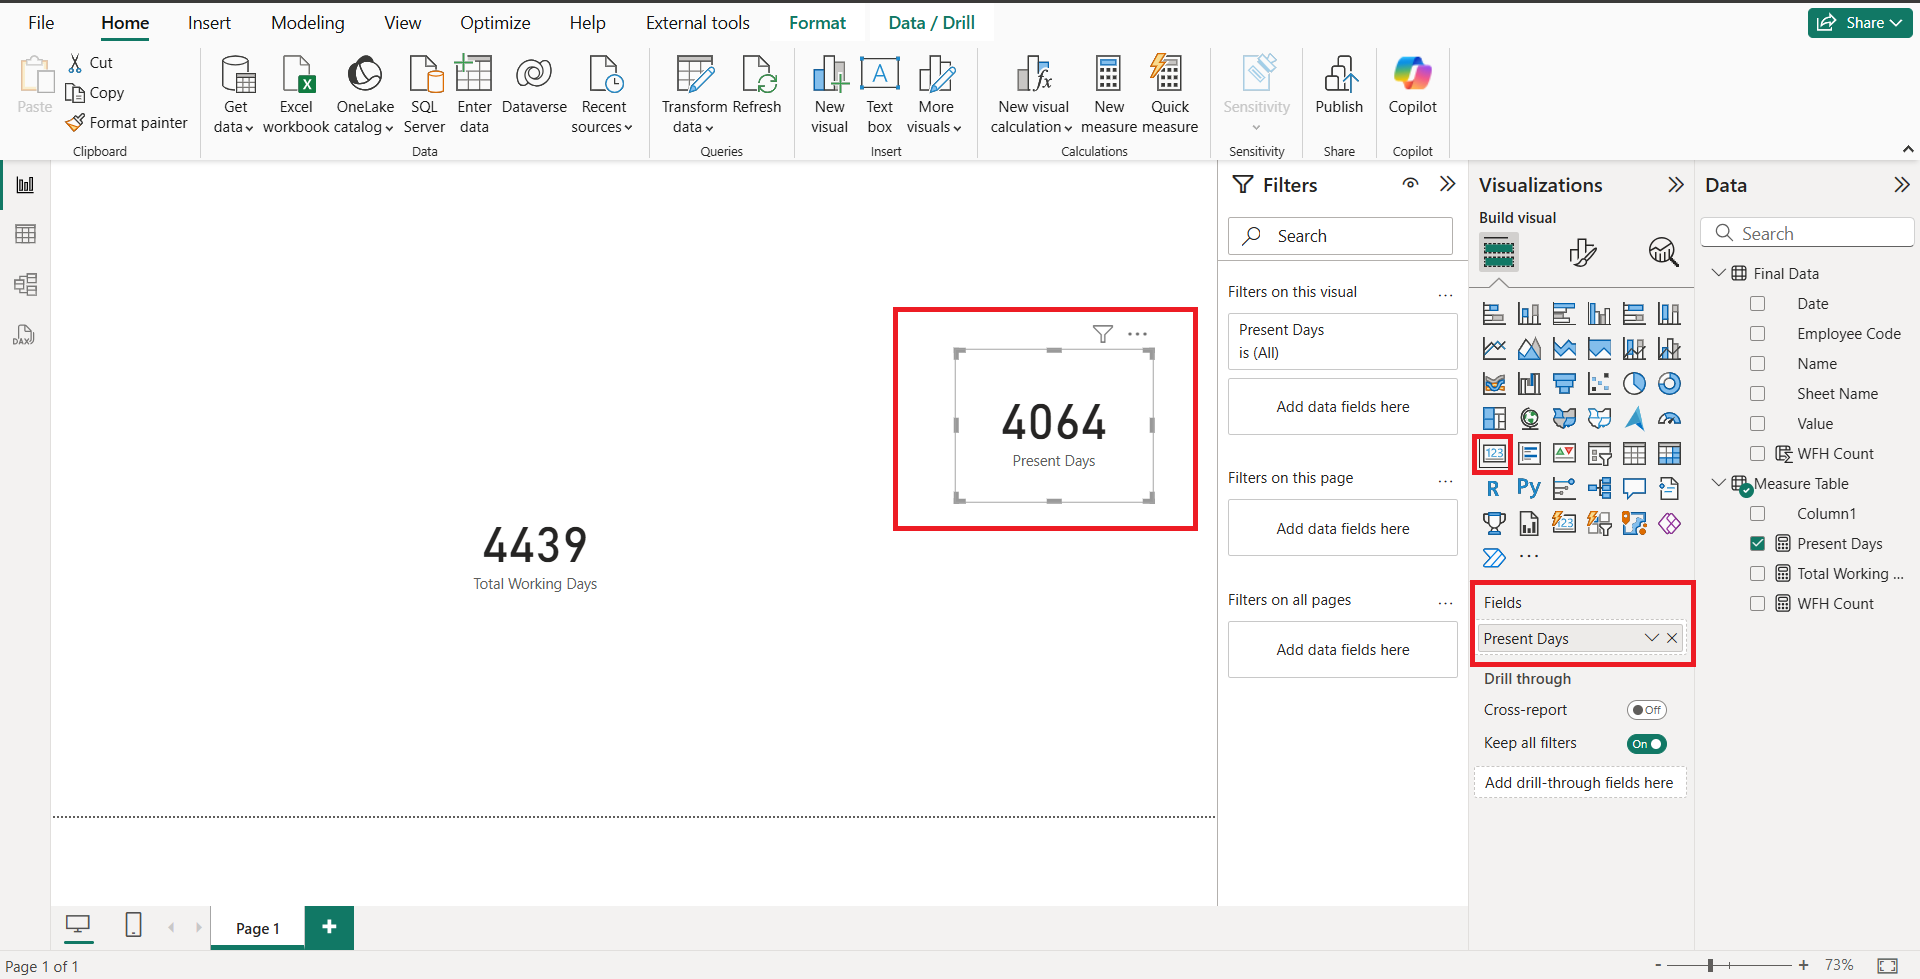 File Home Insert Modeling View Optimize Help External tools Format Data / Drill Share
Paste
Cut
Copy
Format painter
Clipboard
Get data
Excel workbook
OneLake catalog
SQL Server
Enter data
Dataverse
Recent sources
Data
Transform data
Refresh
Queries
New visual
A
Text box
More visuals
Insert
fx
New visual calculation
New measure
Quick measure
Calculations
Sensitivity
Sensitivity
Publish
Share
Copilot
Copilot
DAX
4064
Present Days
4439
Total Working Days
Filters
Search
Filters on this visual ...
Present Days
is (All)
Add data fields here
Filters on this page ...
Add data fields here
Filters on all pages ...
Add data fields here
Visualizations
Build visual
123
R Py
123
...
Fields
Present Days
Drill through
Cross-report Off
Keep all filters On
Add drill-through fields here
Data
Search
Final Data
Date
Employee Code
Name
Sheet Name
Value
WFH Count
Measure Table
Column1
Present Days
Total Working ...
WFH Count
Page 1 +
Page 1 of 1
- + 73%